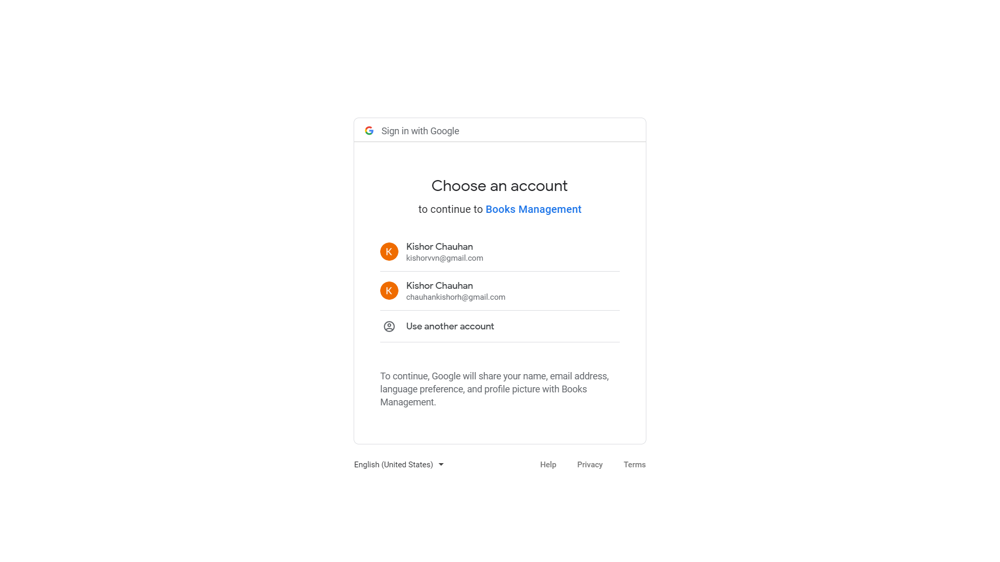 Sign in with Google
Choose an account
to continue to Books Management
K
Kishor Chauhan
kishorvvn@gmail.com
K
Kishor Chauhan
chauhankishorh@gmail.com
Use another account
To continue, Google will share your name, email address,
language preference, and profile picture with Books
Management.
English (United States)
Help
Privacy
Terms